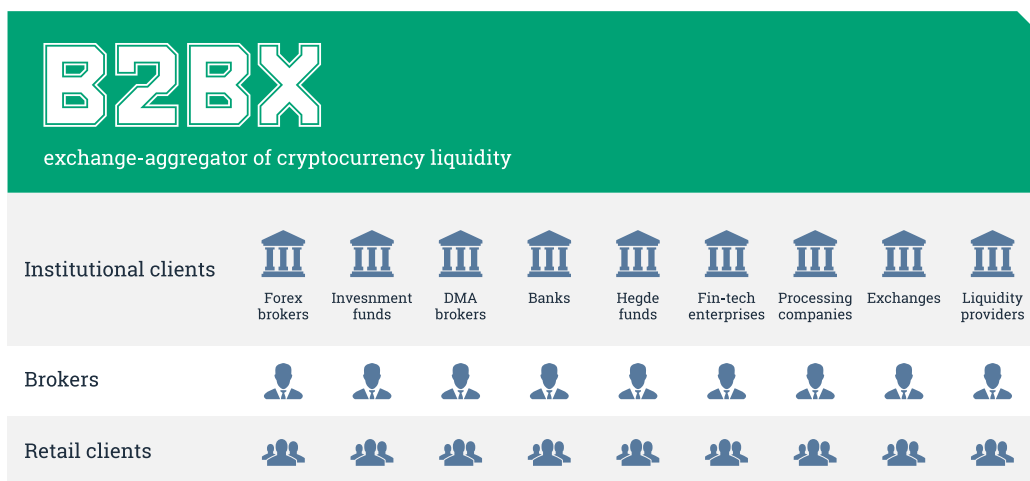 B2BX
exchange-aggregator of cryptocurrency liquidity
Institutional clients
Forex
brokers
Invesnment
funds
DMA
brokers
Banks
Hegde
funds
Fin-tech
enterprises
Processing
companies
Exchanges
Liquidity
providers
Brokers
Retail clients